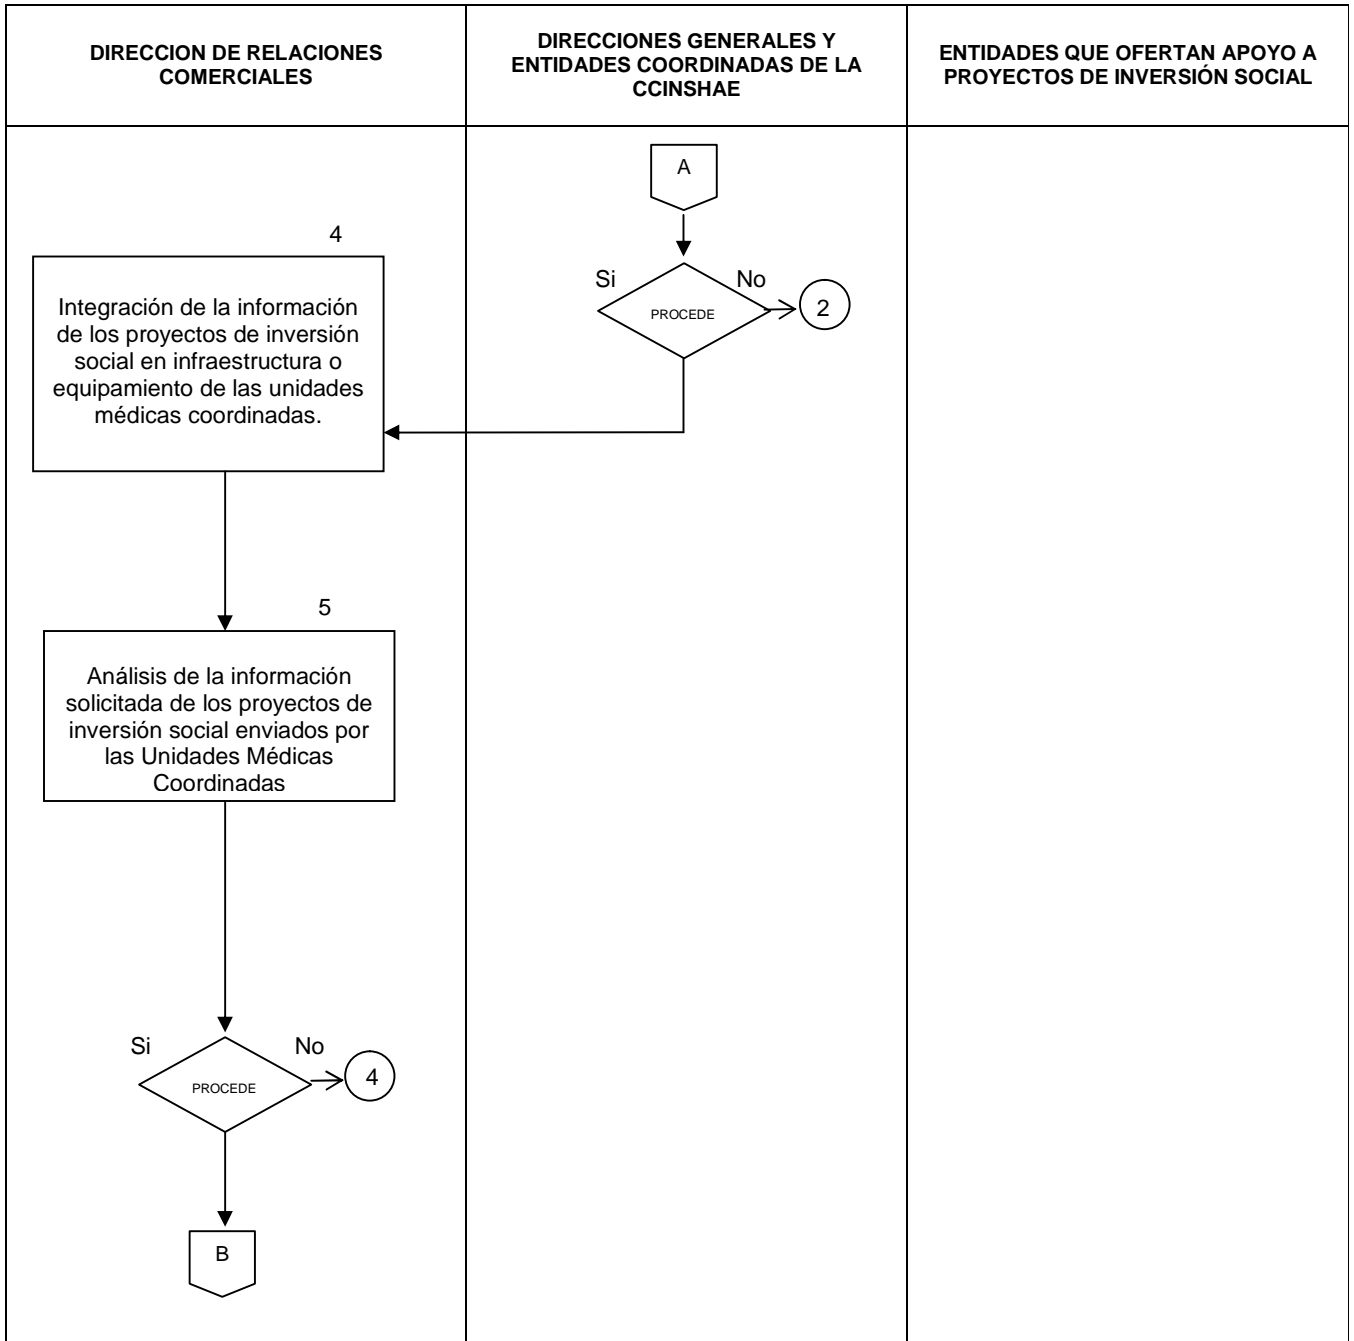 DIRECCION DE RELACIONES
COMERCIALES
DIRECCIONES GENERALES Y
ENTIDADES COORDINADAS DE LA
CCINSHAE
ENTIDADES QUE OFERTAN APOYO A
PROYECTOS DE INVERSIÓN SOCIAL
A
Si
No
PROCEDE
2
4
Integración de la información
de los proyectos de inversión
social en infraestructura o
equipamiento de las unidades
médicas coordinadas.
5
Análisis de la información
solicitada de los proyectos de
inversión social enviados por
las Unidades Médicas
Coordinadas
Si
No
PROCEDE
4
B